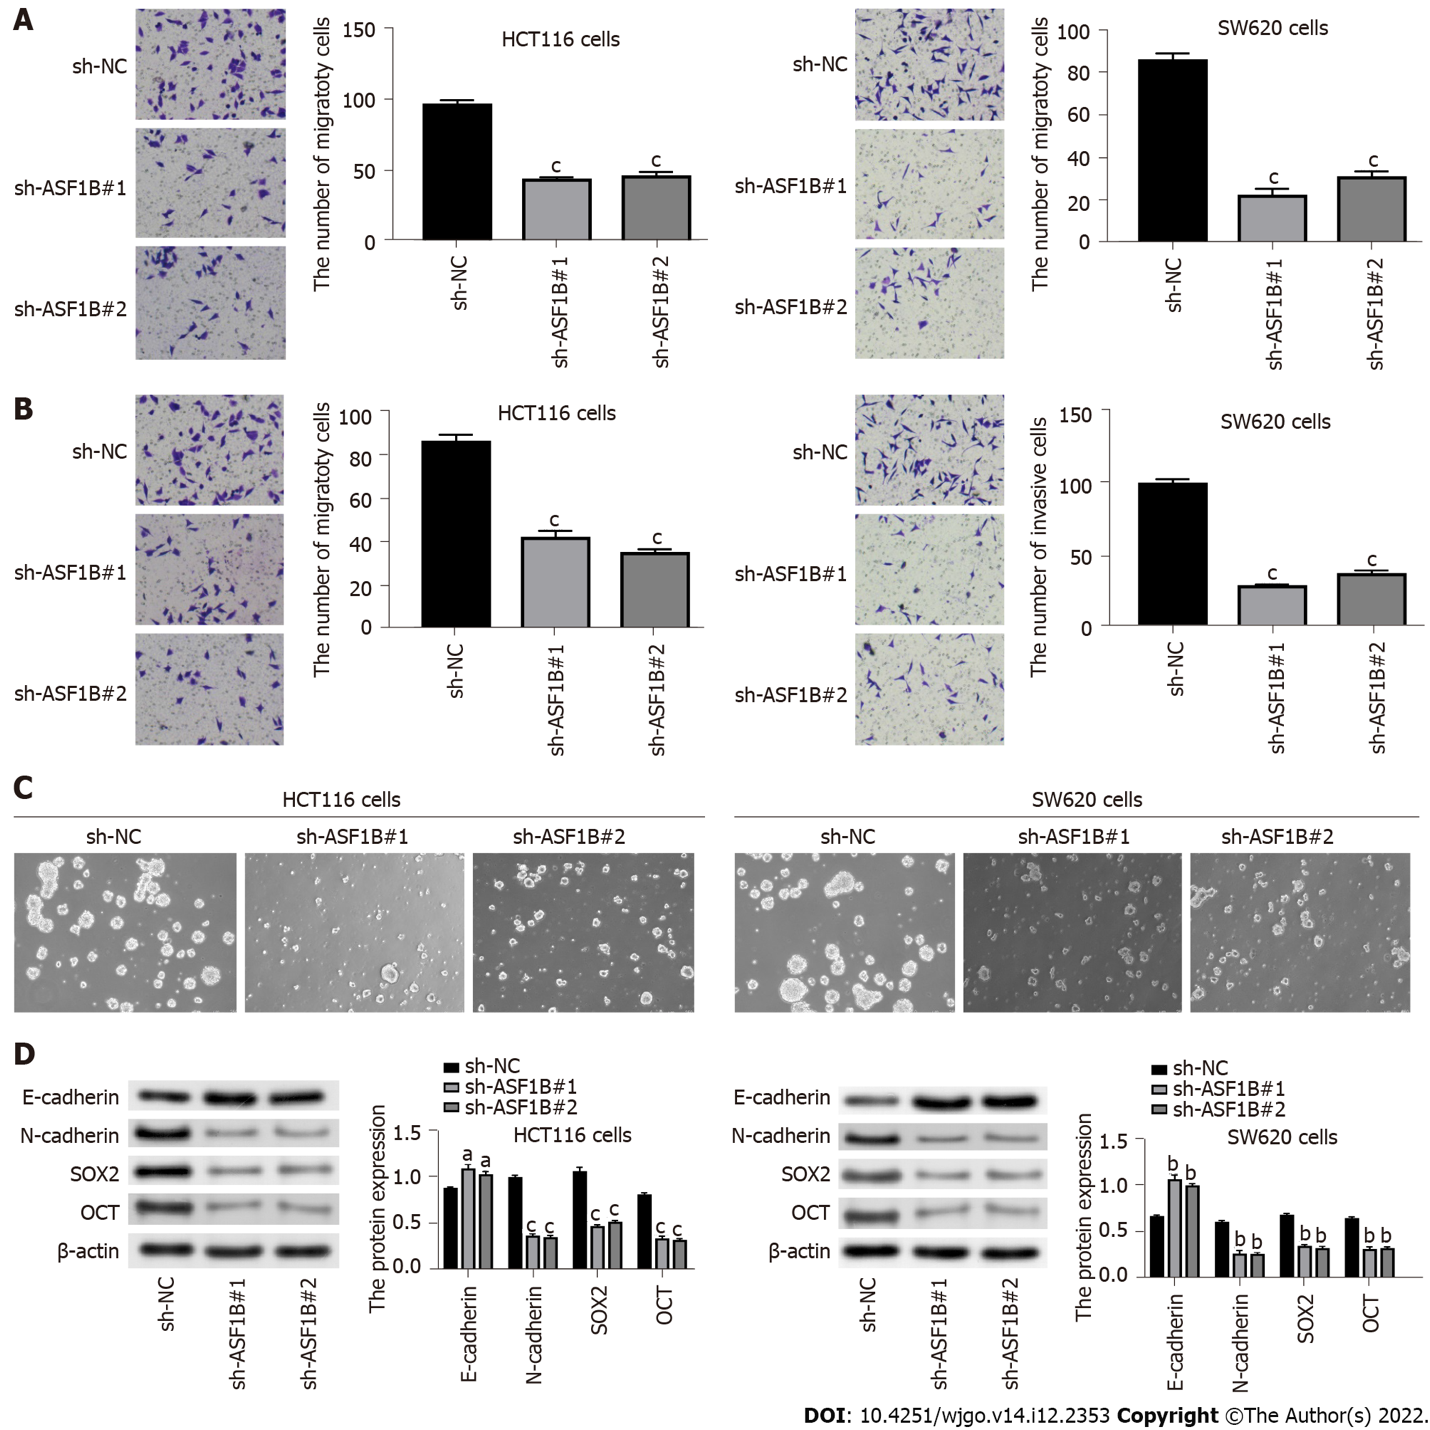 A
sh-NC
sh-ASF1B#1
sh-ASF1B#2
The number of migratoty cells
150
100
50
0
HCT116 cells
c
c
sh-NC
sh-ASF1B#1
sh-ASF1B#2
sh-NC
sh-ASF1B#1
sh-ASF1B#2
The number of migratoty cells
100
80
60
40
20
0
SW620 cells
c
c
sh-NC
sh-ASF1B#1
sh-ASF1B#2
B
sh-NC
sh-ASF1B#1
sh-ASF1B#2
The number of migratoty cells
100
80
60
40
20
0
HCT116 cells
c
c
sh-NC
sh-ASF1B#1
sh-ASF1B#2
sh-NC
sh-ASF1B#1
sh-ASF1B#2
The number of invasive cells
150
100
50
0
SW620 cells
c
c
sh-NC
sh-ASF1B#1
sh-ASF1B#2
C
HCT116 cells
sh-NC sh-ASF1B#1 sh-ASF1B#2
SW620 cells
sh-NC sh-ASF1B#1 sh-ASF1B#2
D
E-cadherin
N-cadherin
SOX2
OCT
β-actin
sh-NC
sh-ASF1B#1
sh-ASF1B#2
sh-NC
sh-ASF1B#1
sh-ASF1B#2
The protein expression
1.5
1.0
0.5
0.0
HCT116 cells
a a
c c
c c
c c
E-cadherin
N-cadherin
SOX2
OCT
E-cadherin
N-cadherin
SOX2
OCT
β-actin
sh-NC
sh-ASF1B#1
sh-ASF1B#2
sh-NC
sh-ASF1B#1
sh-ASF1B#2
The protein expression
1.5
1.0
0.5
0.0
SW620 cells
b b
b b
b b
b b
E-cadherin
N-cadherin
SOX2
OCT
DOI: 10.4251/wjgo.v14.i12.2353 Copyright ©The Author(s) 2022.